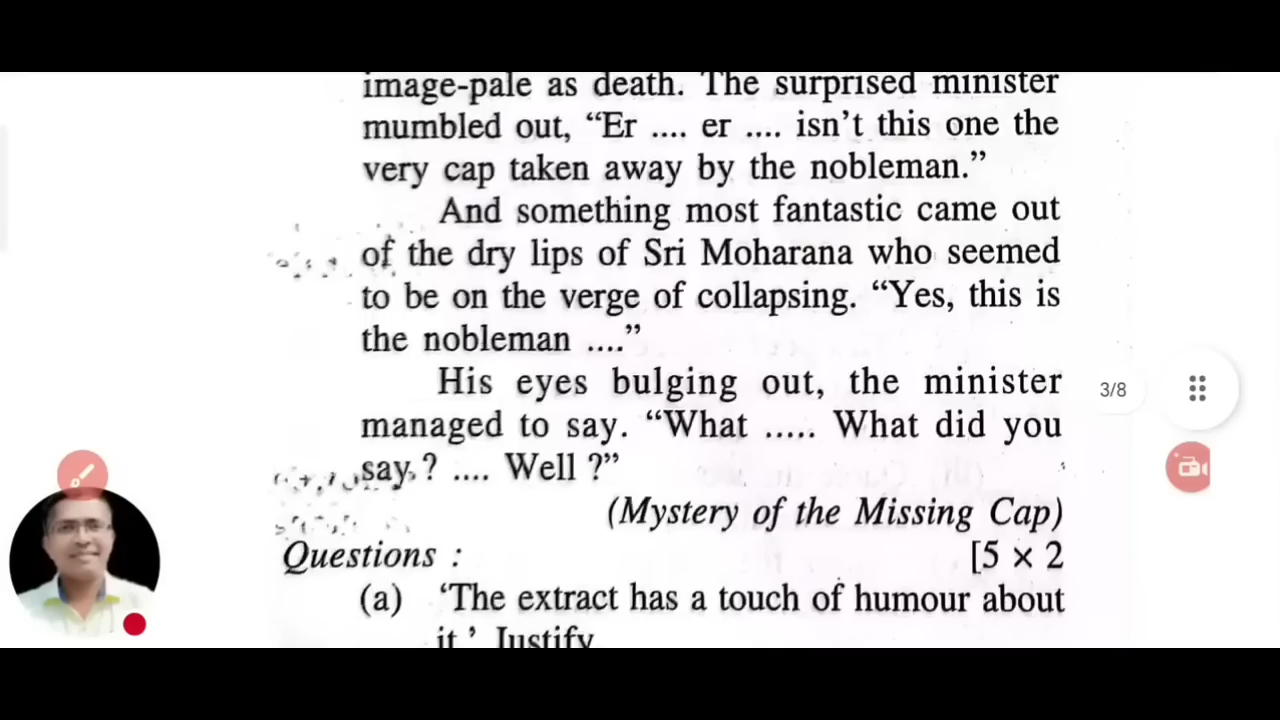 image-pale as death. The surprised minister
mumbled out, “Er .... er .... isn’t this one the
very cap taken away by the nobleman.”
And something most fantastic came out
of the dry lips of Sri Moharana who seemed
to be on the verge of collapsing. “Yes, this is
the nobleman ....”
His eyes bulging out, the minister
managed to say. “What ..... What did you
say ? .... Well ?”
(Mystery of the Missing Cap)
Questions : [5 × 2
(a) ‘The extract has a touch of humour about
it.’ Justify
3/8